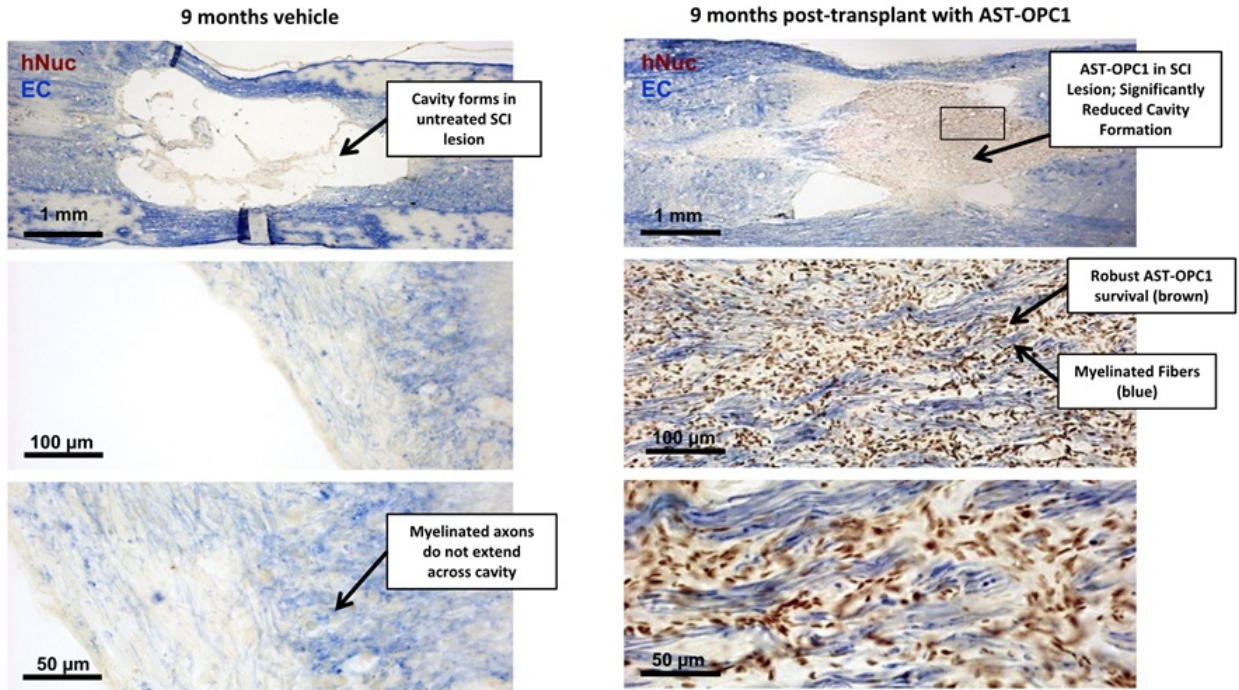 9 months vehicle
hNuc
EC
Cavity forms in
untreated SCI
lesion
1 mm
100 µm
Myelinated axons
do not extend
across cavity
50 µm
9 months post-transplant with AST-OPC1
hNuc
EC
AST-OPC1 in SCI
Lesion; Significantly
Reduced Cavity
Formation
1 mm
Robust AST-OPC1
survival (brown)
Myelinated Fibers
(blue)
100 µm
50 µm